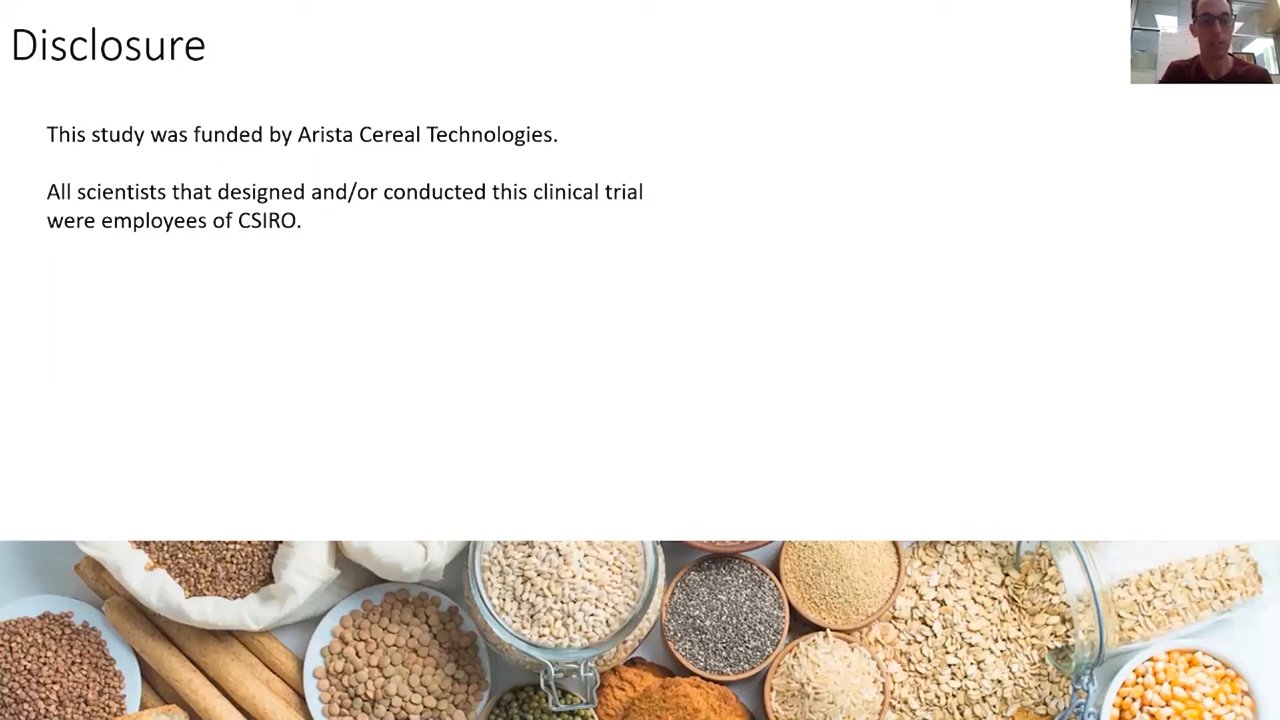 Disclosure
This study was funded by Arista Cereal Technologies.
All scientists that designed and/or conducted this clinical trial
were employees of CSIRO.